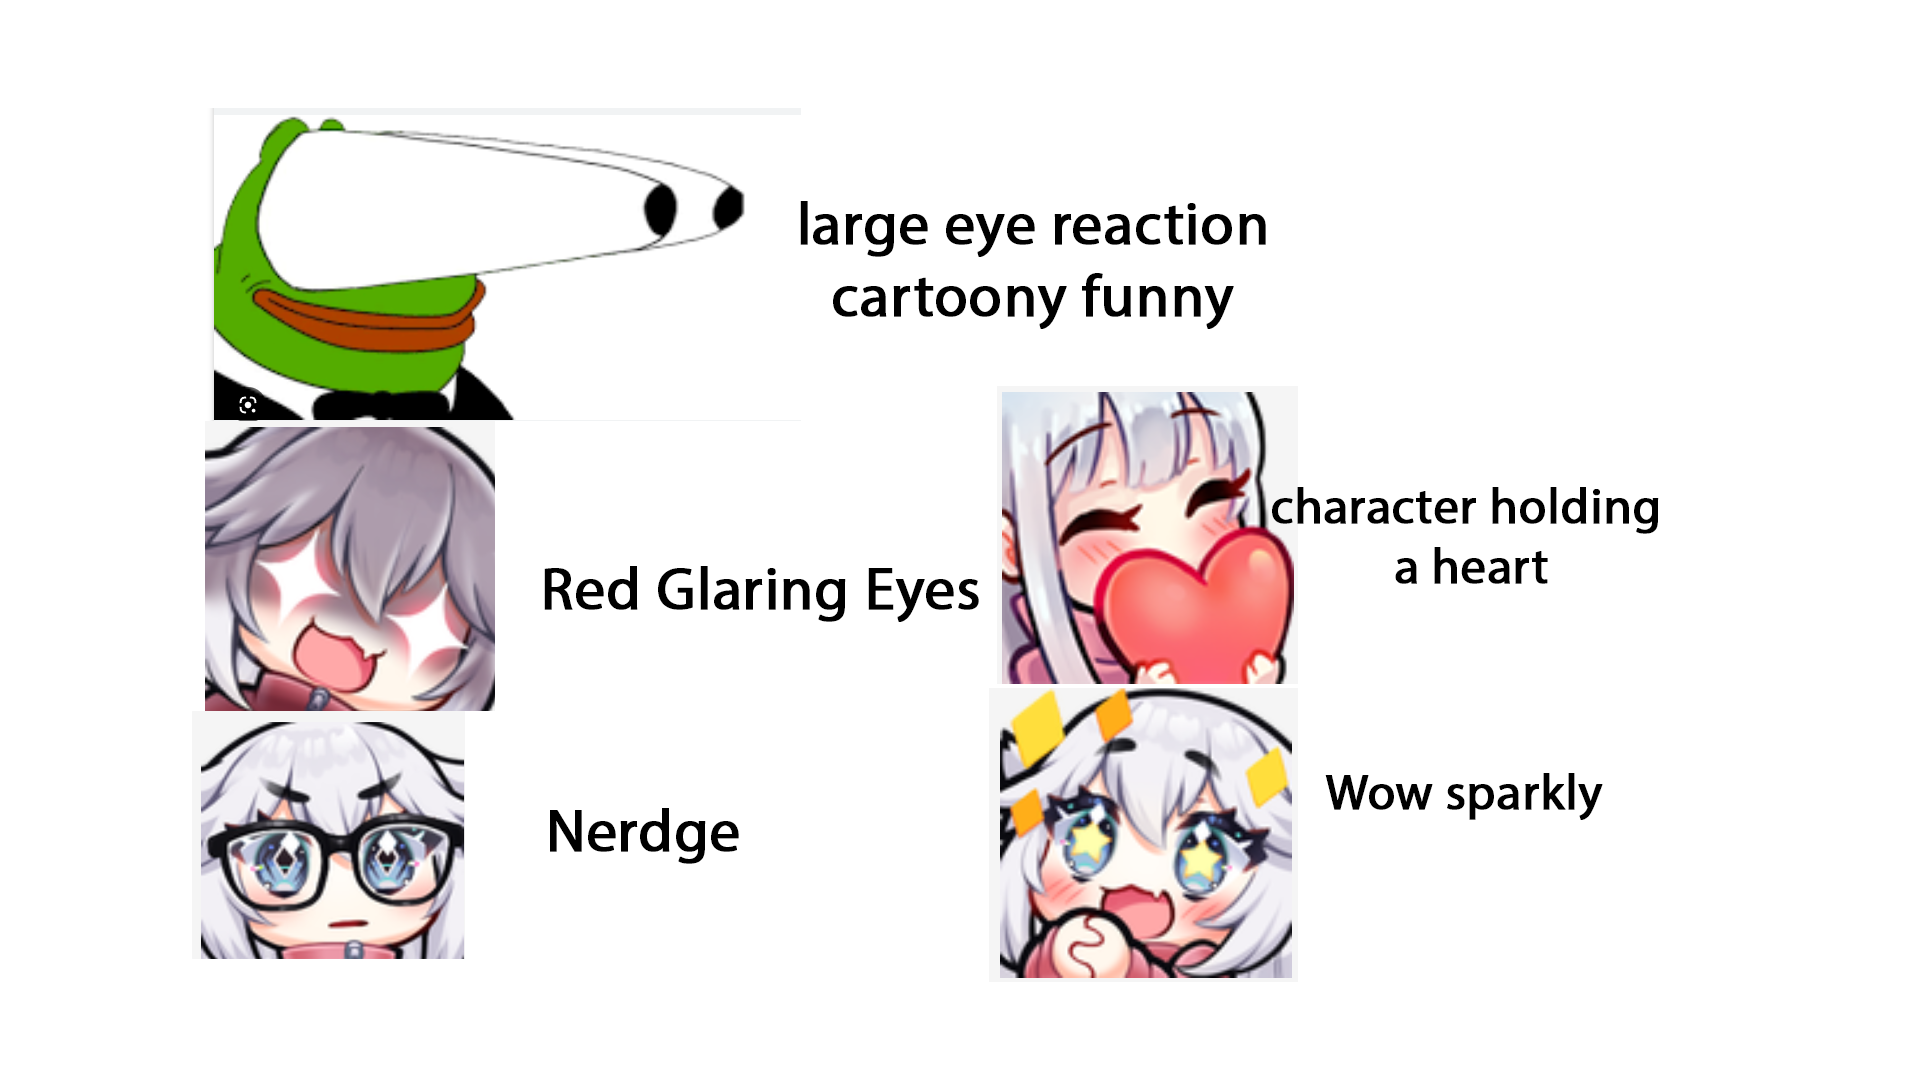 large eye reaction
cartoony funny
character holding
a heart
Red Glaring Eyes
Wow sparkly
Nerdge